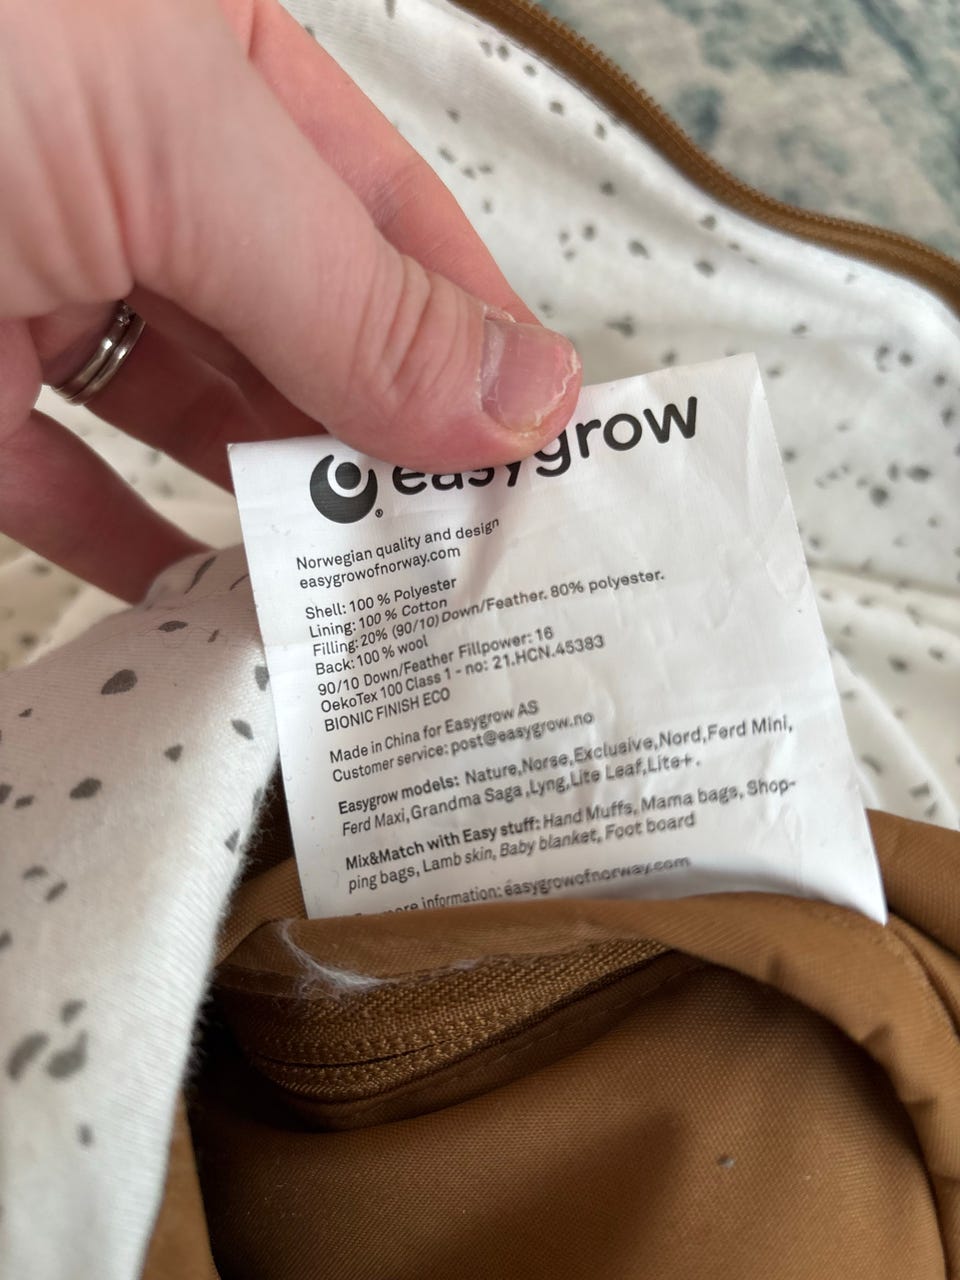 easygrow
®
Norwegian quality and design
easygrowofnorway.com
Shell: 100 % Polyester
Lining: 100 % Cotton
Filling: 20% (90/10) Down/Feather. 80% polyester.
Back: 100 % wool
90/10 Down/Feather Fillpower: 16
OekoTex 100 Class 1 - no: 21.HCN.45383
BIONIC FINISH ECO
Made in China for Easygrow AS
Customer service: post@easygrow.no
Easygrow models: Nature,Norse,Exclusive,Nord,Ferd Mini,
Ferd Maxi,Grandma Saga ,Lyng,Lite Leaf,Lite+.
Mix&Match with Easy stuff: Hand Muffs, Mama bags, Shop-
ping bags, Lamb skin, Baby blanket, Foot board
more information: easygrowofnorway.com